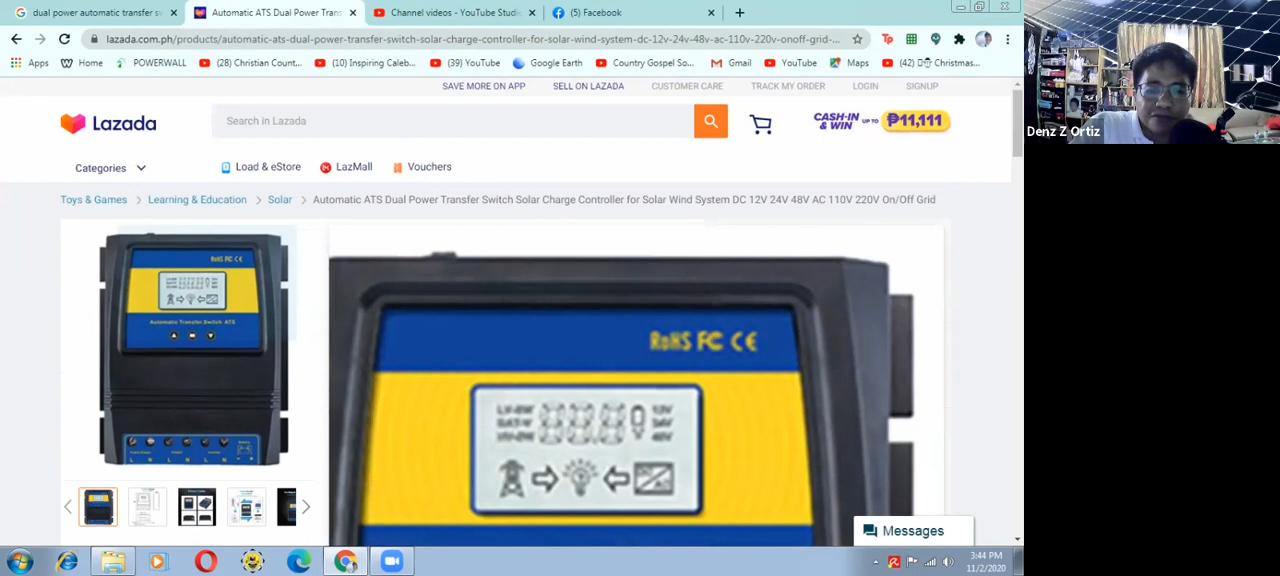 dual power automatic transfer sw
Automatic ATS Dual Power Trans
Channel videos - YouTube Studio
(5) Facebook
lazada.com.ph/products/automatic-ats-dual-power-transfer-switch-solar-charge-controller-for-solar-wind-system-dc-12v-24v-48v-ac-110v-220v-onoff-grid-...
Apps
Home
POWERWALL
(28) Christian Count...
(10) Inspiring Caleb...
(39) YouTube
Google Earth
Country Gospel So...
Gmail
YouTube
Maps
(42) Christmas...
SAVE MORE ON APP
SELL ON LAZADA
CUSTOMER CARE
TRACK MY ORDER
LOGIN
SIGNUP
Lazada
Search in Lazada
CASH-IN & WIN UP TO ₱11,111
Categories
Load & eStore
LazMall
Vouchers
Toys & Games > Learning & Education > Solar > Automatic ATS Dual Power Transfer Switch Solar Charge Controller for Solar Wind System DC 12V 24V 48V AC 110V 220V On/Off Grid
RoHS FC CE
Automatic Transfer Switch ATS
L N L N L N
RoHS FC CE
12V
24V
48V
Messages
3:44 PM
11/2/2020
Denz Z Ortiz